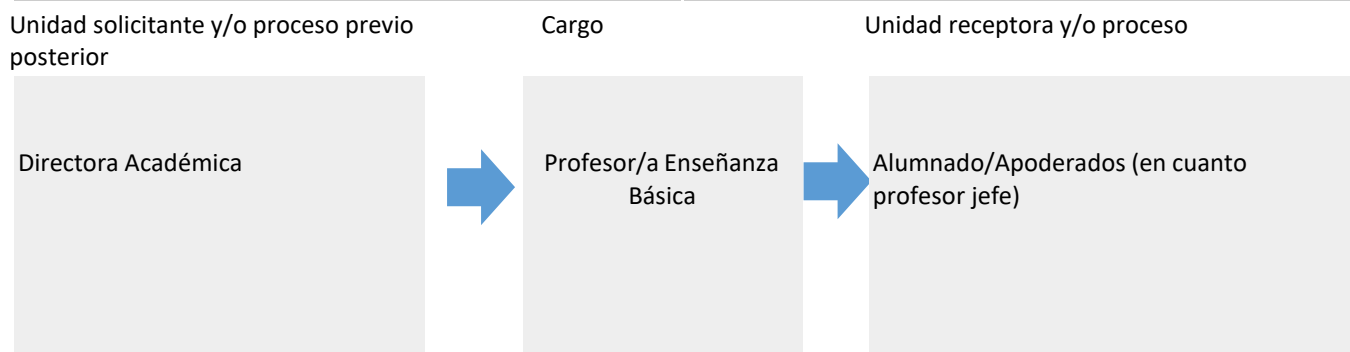 Unidad solicitante y/o proceso previo
posterior
Cargo
Unidad receptora y/o proceso
Directora Académica
Profesor/a Enseñanza
Básica
Alumnado/Apoderados (en cuanto
profesor jefe)